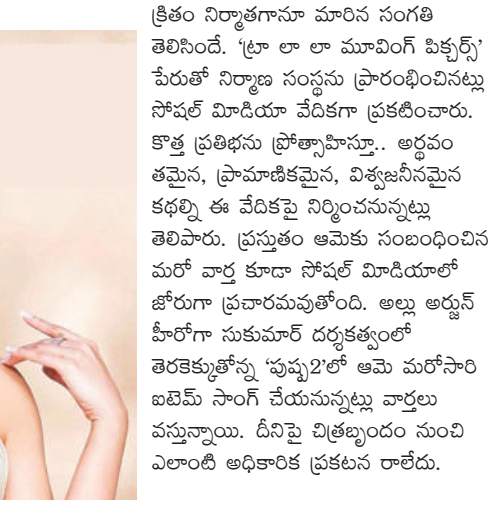 క్రితం నిర్మాతగానూ మారిన సంగతి
తెలిసిందే. ‘ట్రా లా లా మూవింగ్ పిక్చర్స్’
పేరుతో నిర్మాణ సంస్థను ప్రారంభించినట్లు
సోషల్ మీడియా వేదికగా ప్రకటించారు.
కొత్త ప్రతిభను ప్రోత్సాహిస్తూ.. అర్థవం
తమైన, ప్రామాణికమైన, విశ్వజనీనమైన
కథల్ని ఈ వేదికపై నిర్మించనున్నట్లు
తెలిపారు. ప్రస్తుతం ఆమెకు సంబంధించిన
మరో వార్త కూడా సోషల్ మీడియాలో
జోరుగా ప్రచారమవుతోంది. అల్లు అర్జున్
హీరోగా సుకుమార్ దర్శకత్వంలో
తెరకెక్కుతోన్న ‘పుష్ప2’లో ఆమె మరోసారి
ఐటెమ్ సాంగ్ చేయనున్నట్లు వార్తలు
వస్తున్నాయి. దీనిపై చిత్రబృందం నుంచి
ఎలాంటి అధికారిక ప్రకటన రాలేదు.